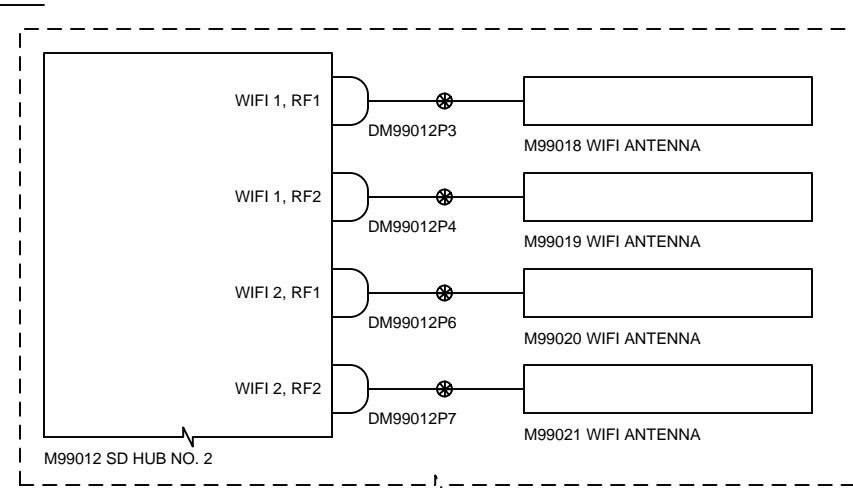 WIFI 1, RF1
DM99012P3
M99018 WIFI ANTENNA
WIFI 1, RF2
DM99012P4
M99019 WIFI ANTENNA
WIFI 2, RF1
DM99012P6
M99020 WIFI ANTENNA
WIFI 2, RF2
DM99012P7
M99021 WIFI ANTENNA
M99012 SD HUB NO. 2